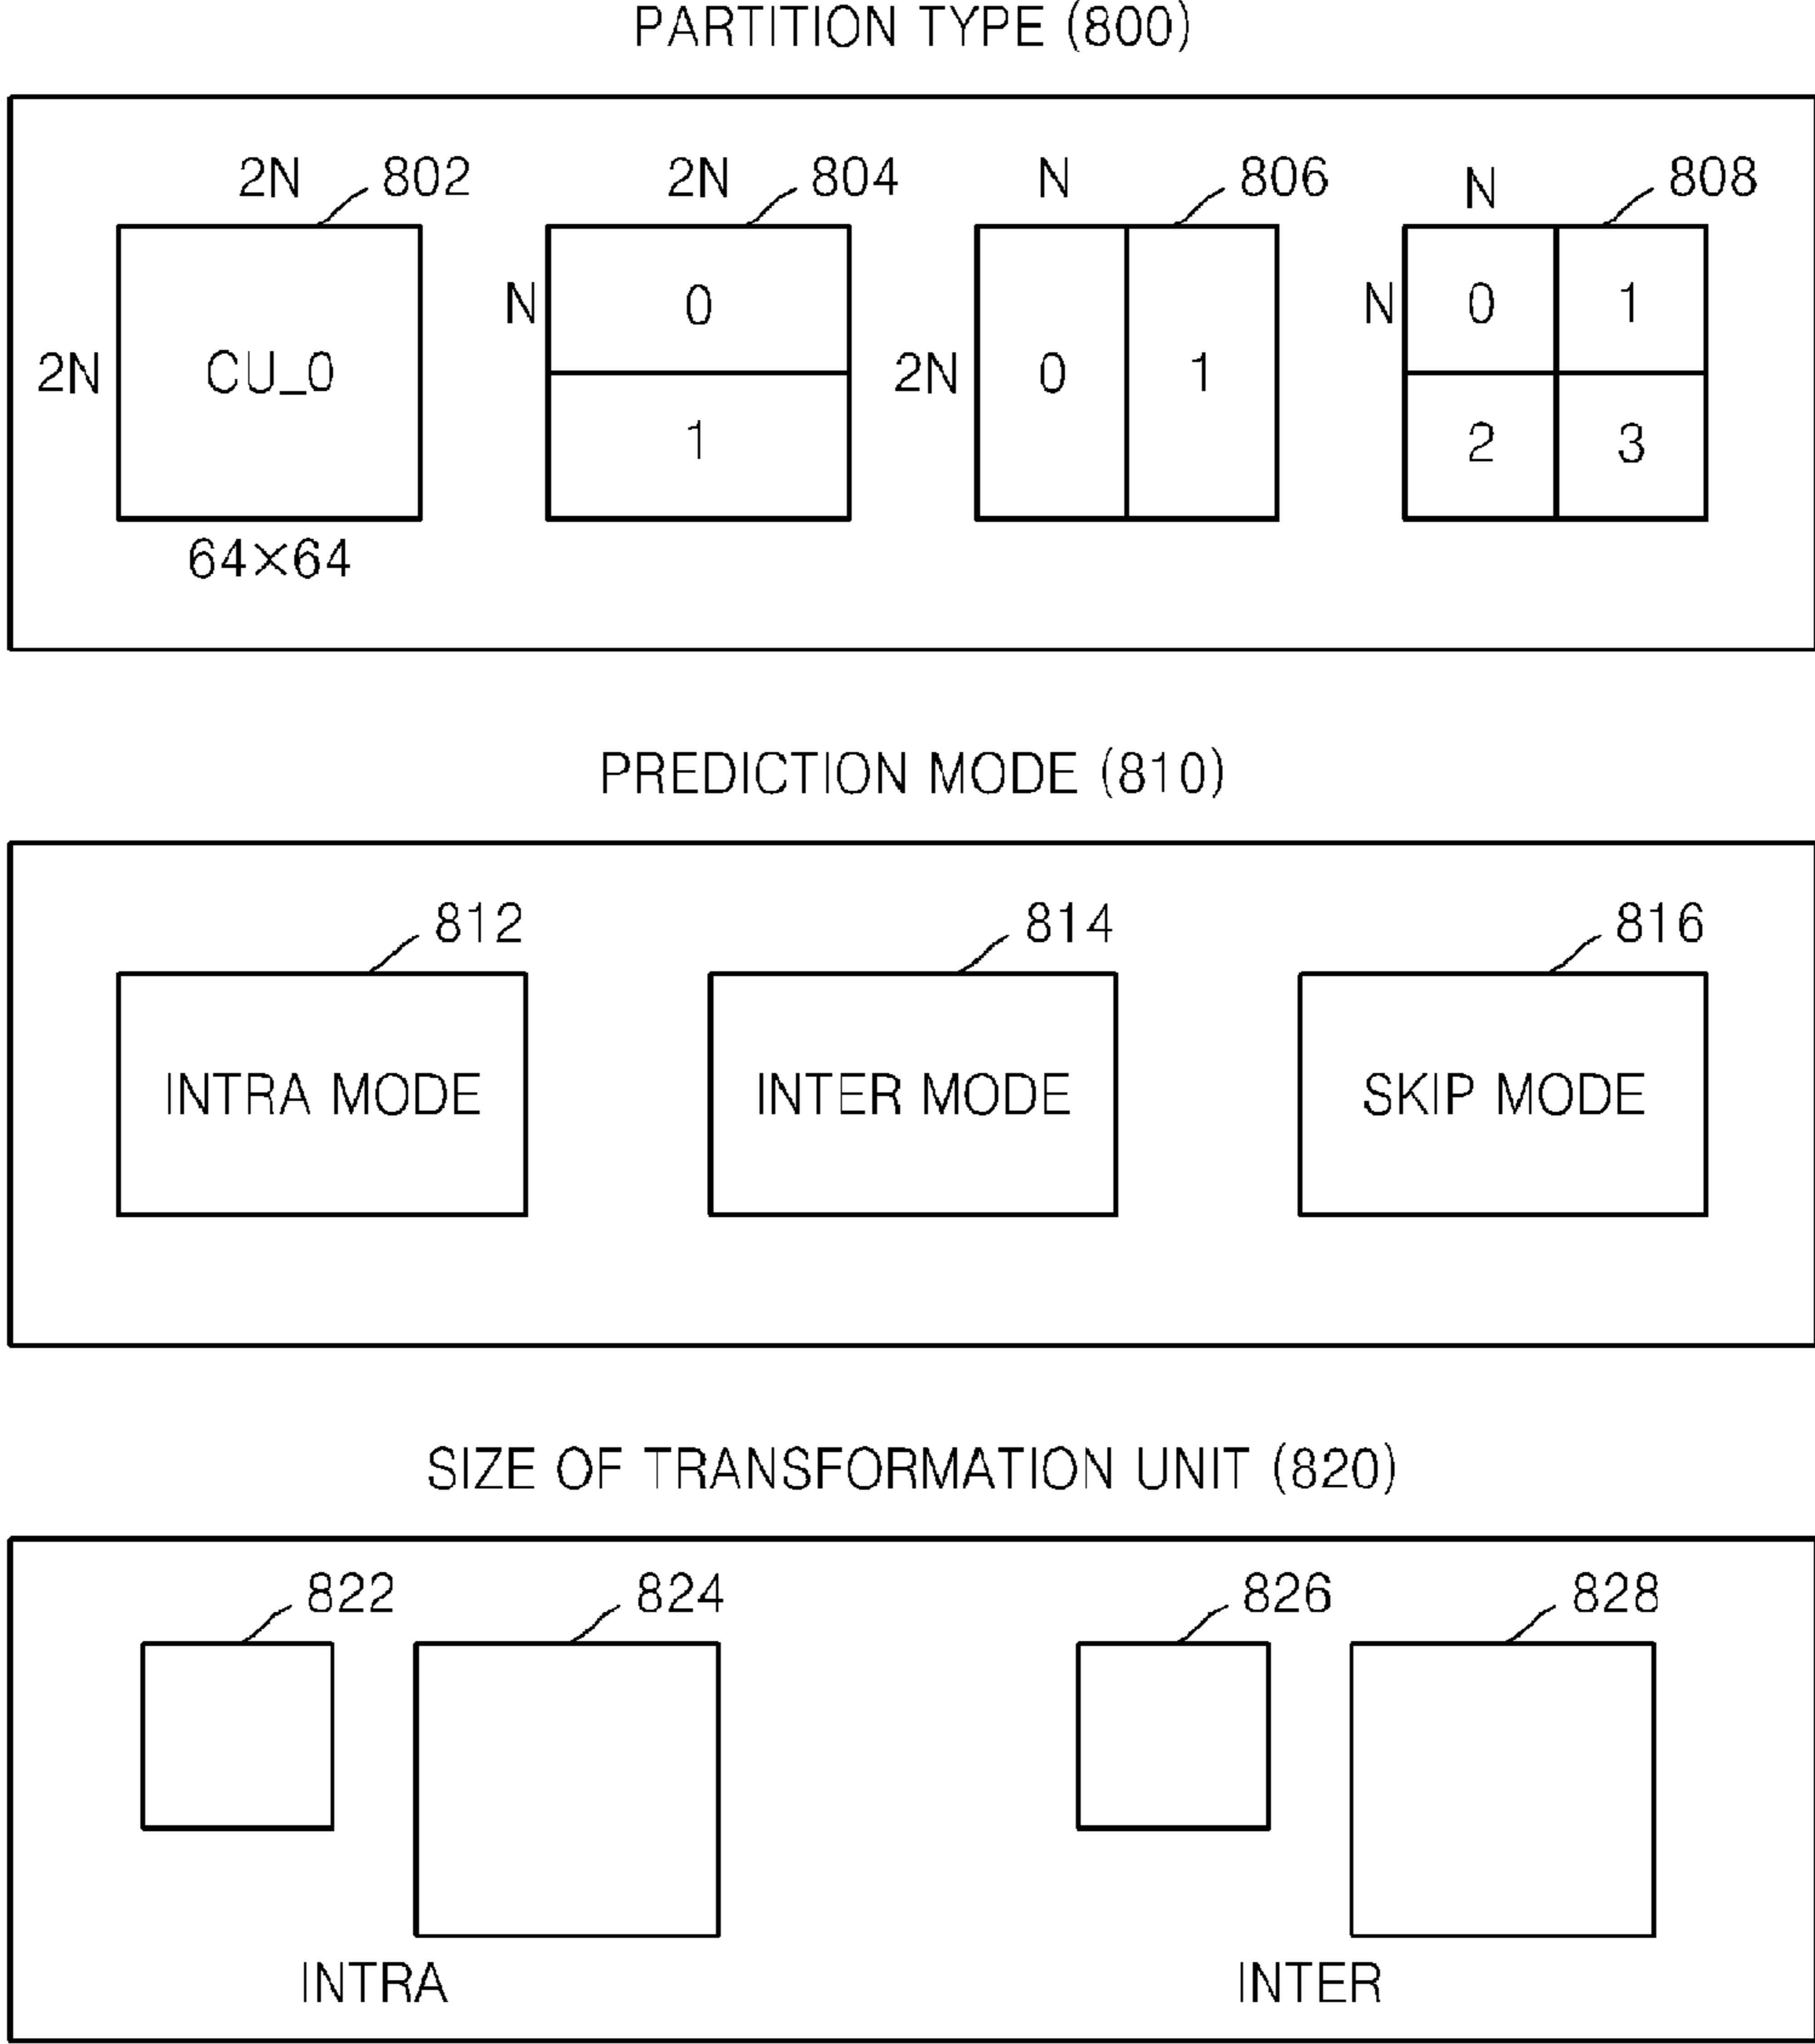 PARTITION TYPE (800)
2N 802 2N 804 N 806 N 808
2N CU_0 N 0 1 2N 0 1 N 0 1 2 3
64×64
PREDICTION MODE (810)
812 814 816
INTRA MODE INTER MODE SKIP MODE
SIZE OF TRANSFORMATION UNIT (820)
822 824 826 828
INTRA INTER